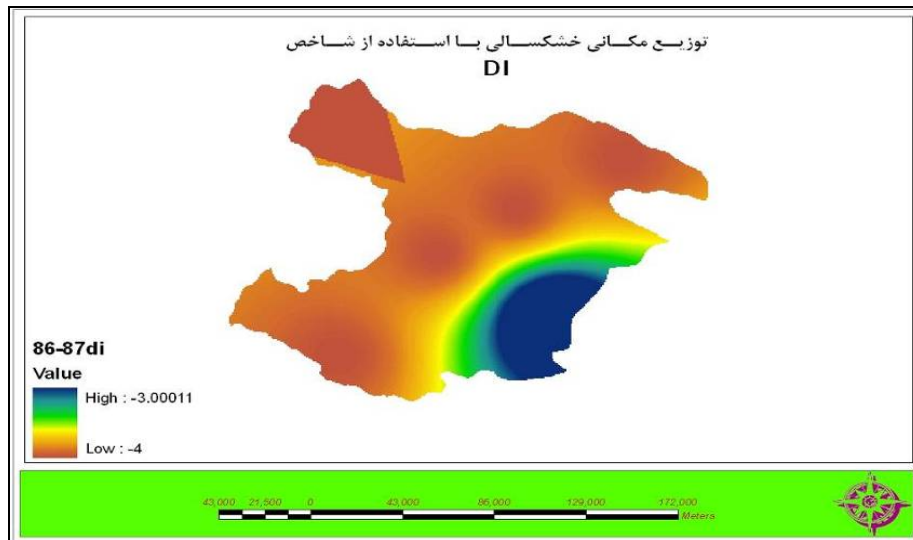 توزیع مکانی خشکسالی با استفاده از شاخص
DI
86-87di
Value
High : -3.00011
Low : -4
43,000 21,500 0 43,000 86,000 129,000 172,000
Meters